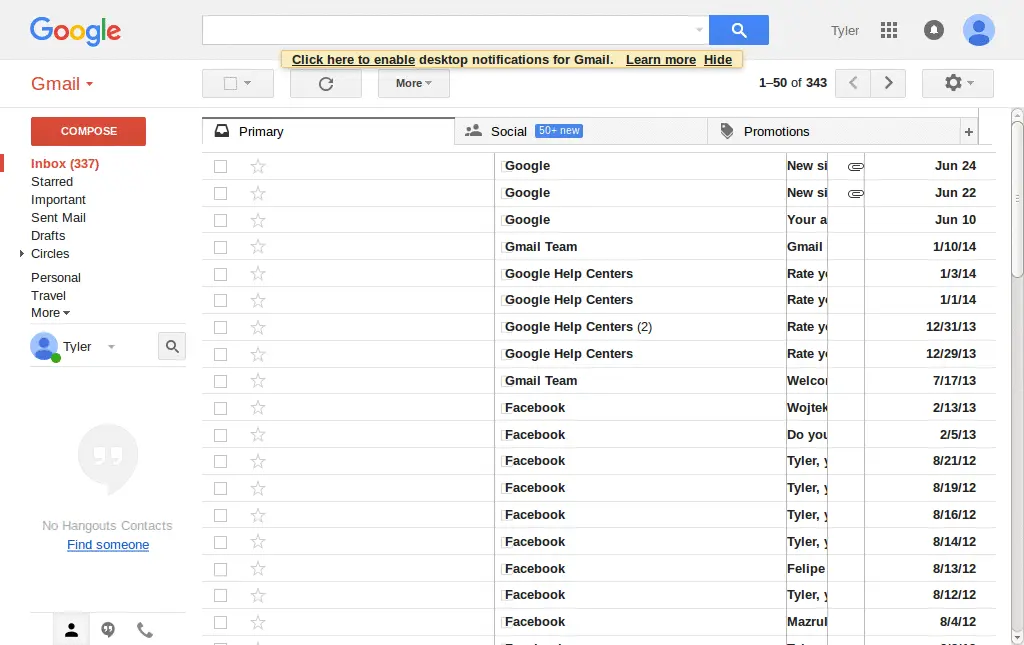 Google
Tyler
Click here to enable desktop notifications for Gmail. Learn more Hide
Gmail
More
1–50 of 343
COMPOSE
Inbox (337)
Starred
Important
Sent Mail
Drafts
Circles
Personal
Travel
More
Tyler
No Hangouts Contacts
Find someone
Primary
Social 50+ new
Promotions
+
Google New si Jun 24
Google New si Jun 22
Google Your a Jun 10
Gmail Team Gmail 1/10/14
Google Help Centers Rate y 1/3/14
Google Help Centers Rate y 1/1/14
Google Help Centers (2) Rate y 12/31/13
Google Help Centers Rate y 12/29/13
Gmail Team Welco 7/17/13
Facebook Wojtek 2/13/13
Facebook Do you 2/5/13
Facebook Tyler, y 8/21/12
Facebook Tyler, y 8/19/12
Facebook Tyler, y 8/16/12
Facebook Tyler, y 8/14/12
Facebook Felipe 8/13/12
Facebook Tyler, y 8/12/12
Facebook Mazrul 8/4/12